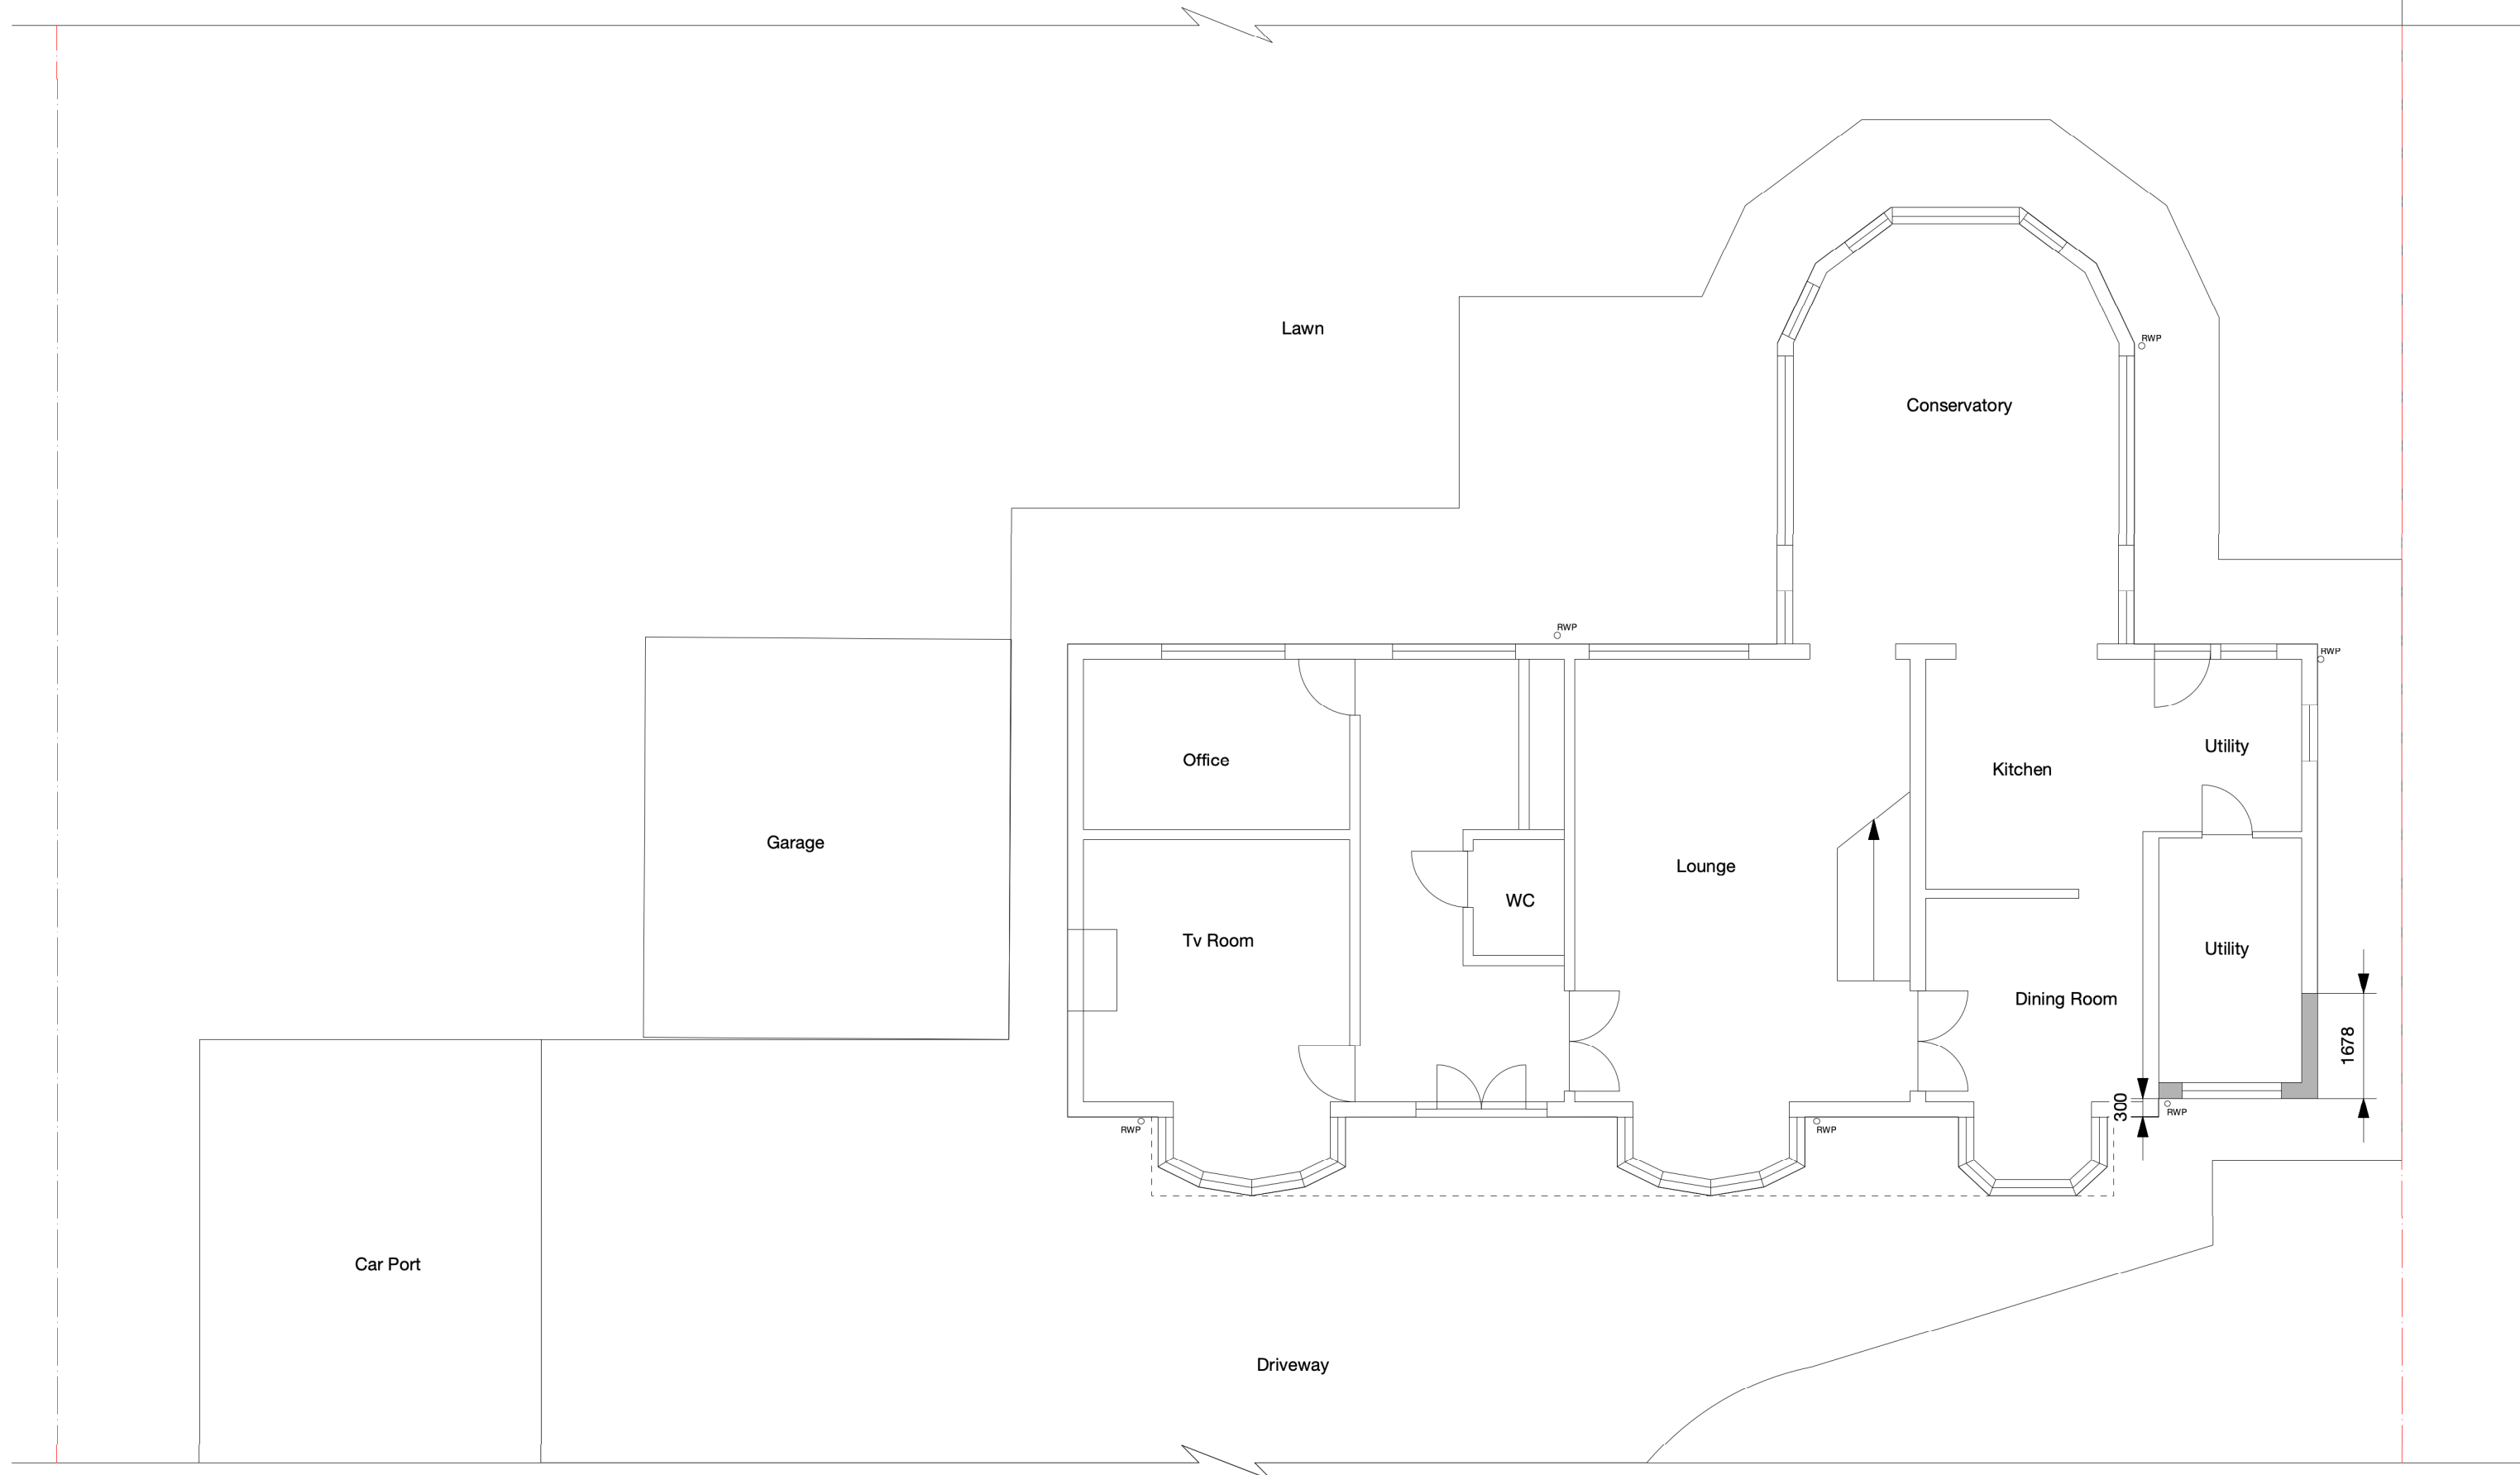 Lawn
RWP
Conservatory
RWP
RWP
Utility
Office
Kitchen
Garage
Lounge
WC
Tv Room
Utility
Dining Room
1678
300
RWP
RWP
RWP
Car Port
Driveway